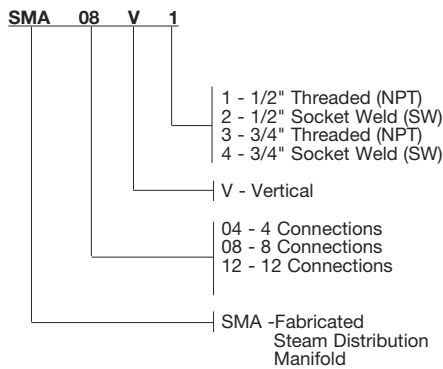 SMA 08 V 1
1 - 1/2" Threaded (NPT)
2 - 1/2" Socket Weld (SW)
3 - 3/4" Threaded (NPT)
4 - 3/4" Socket Weld (SW)
V - Vertical
04 - 4 Connections
08 - 8 Connections
12 - 12 Connections
SMA -Fabricated
Steam Distribution
Manifold